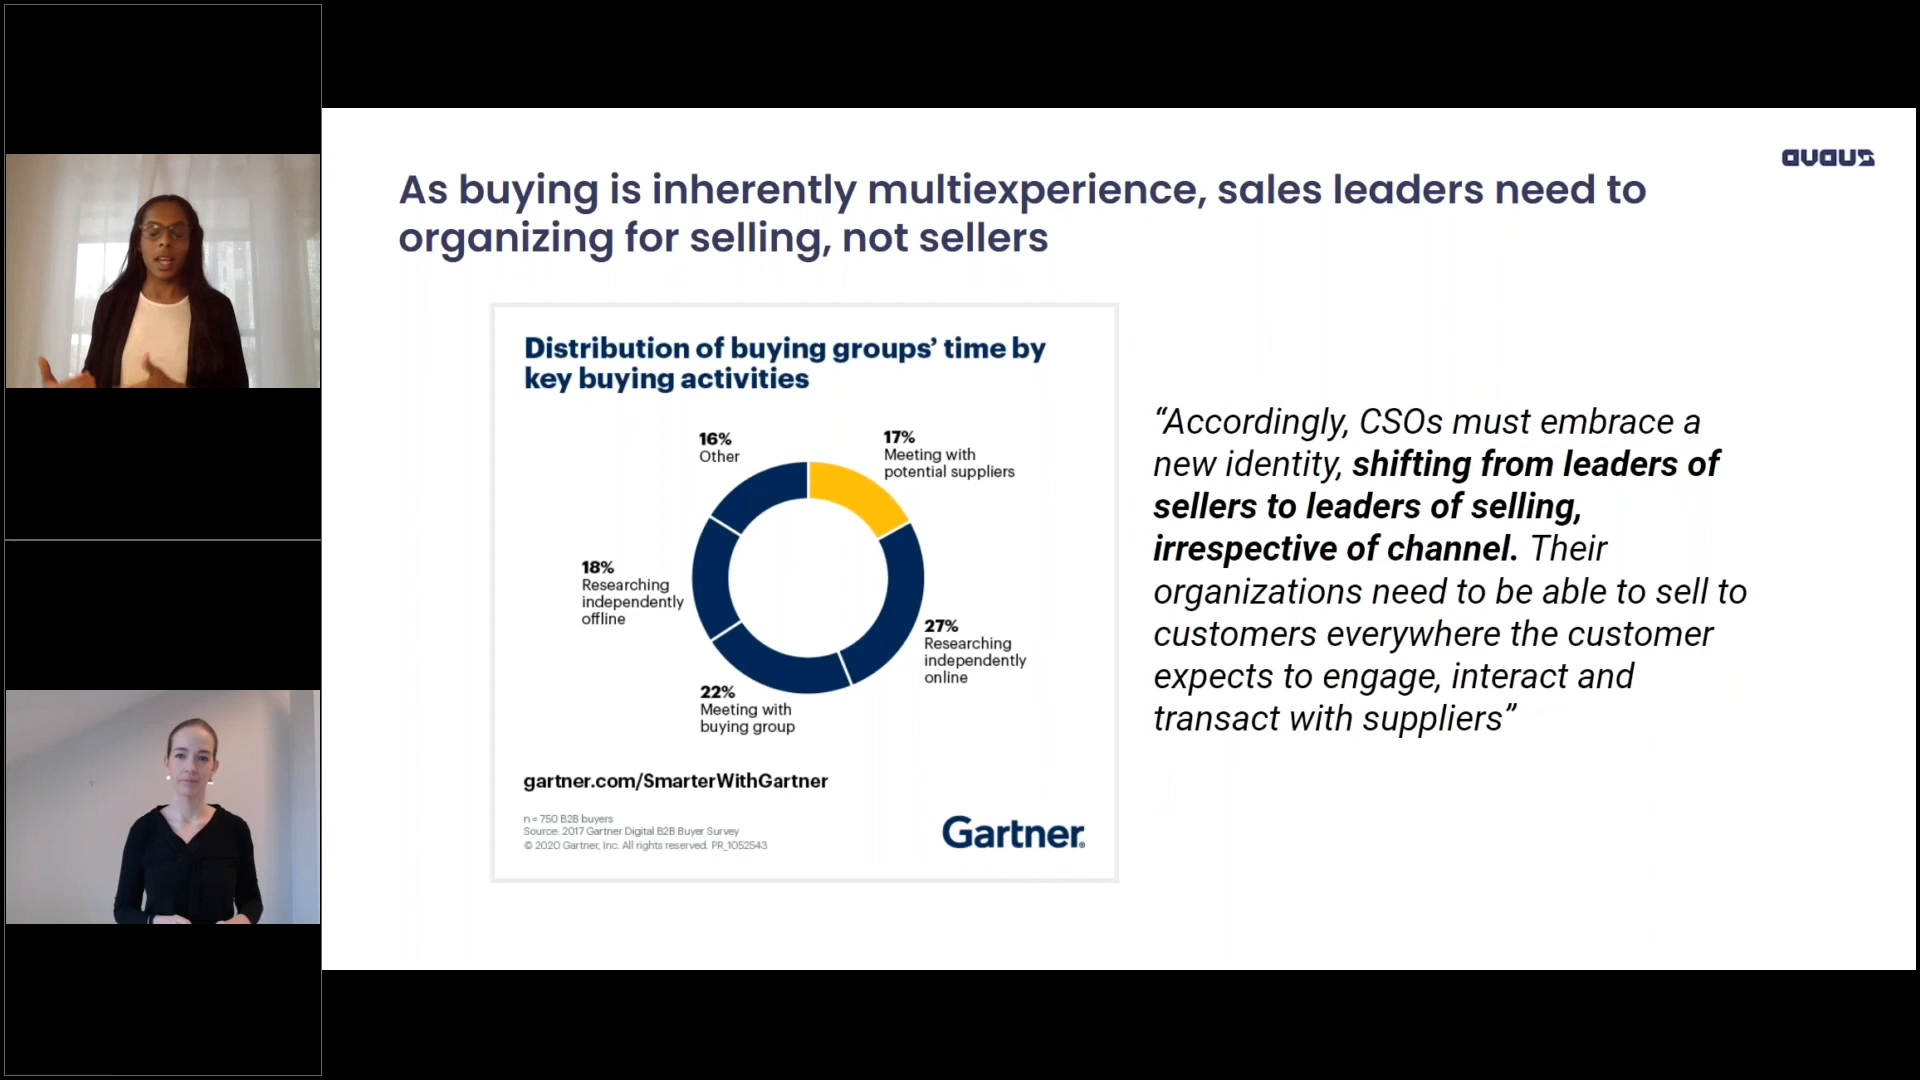 avaus
As buying is inherently multiexperience, sales leaders need to
organizing for selling, not sellers
Distribution of buying groups’ time by
key buying activities
16%
Other
17%
Meeting with
potential suppliers
18%
Researching
independently
offline
27%
Researching
independently
online
22%
Meeting with
buying group
gartner.com/SmarterWithGartner
n = 750 B2B buyers
Source: 2017 Gartner Digital B2B Buyer Survey
© 2020 Gartner, Inc. All rights reserved. PR_1052543
Gartner®
“Accordingly, CSOs must embrace a
new identity, shifting from leaders of
sellers to leaders of selling,
irrespective of channel. Their
organizations need to be able to sell to
customers everywhere the customer
expects to engage, interact and
transact with suppliers”